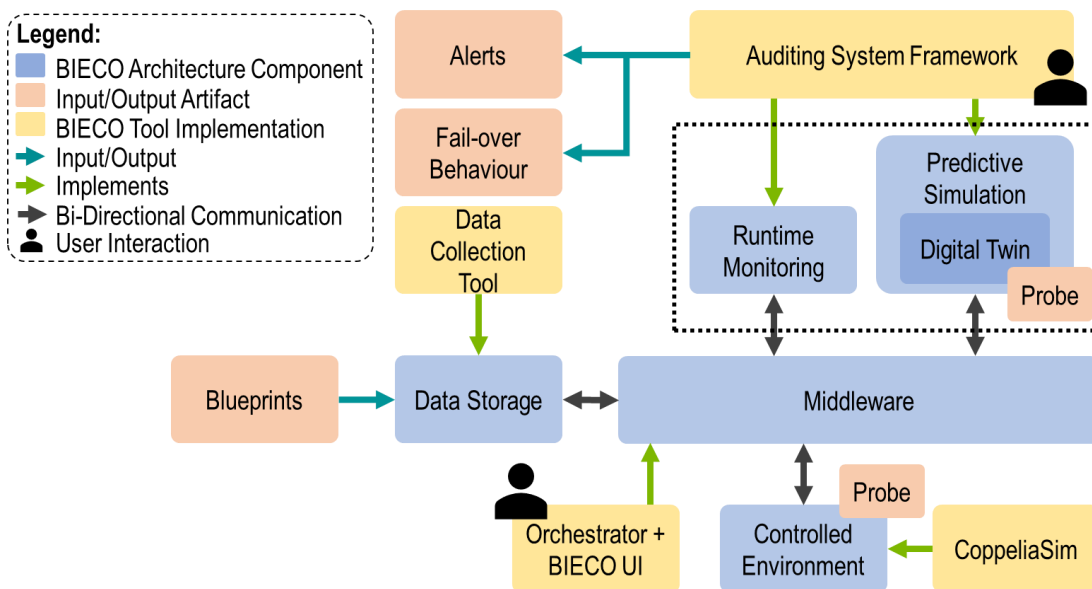 Legend:
BIECO Architecture Component
Input/Output Artifact
BIECO Tool Implementation
Input/Output
Implements
Bi-Directional Communication
User Interaction
Alerts
Auditing System Framework
Fail-over
Behaviour
Predictive
Simulation
Digital Twin
Probe
Runtime
Monitoring
Data
Collection
Tool
Blueprints
Data Storage
Middleware
Probe
Orchestrator +
BIECO UI
Controlled
Environment
CoppeliaSim